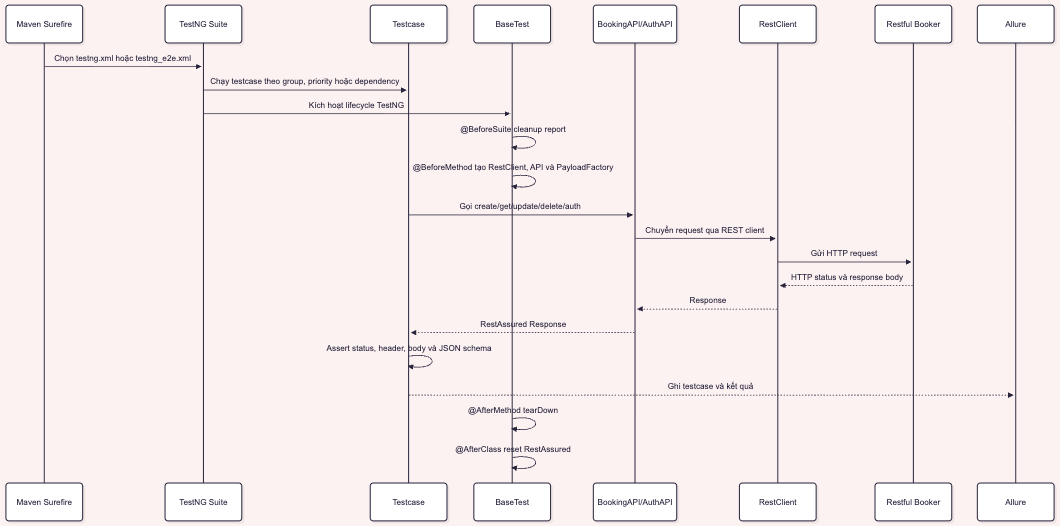 Maven Surefire
TestNG Suite
Testcase
BaseTest
BookingAPI/AuthAPI
RestClient
Restful Booker
Allure
Chọn testng.xml hoặc testng_e2e.xml
Chạy testcase theo group, priority hoặc dependency
Kích hoạt lifecycle TestNG
@BeforeSuite cleanup report
@BeforeMethod tạo RestClient, API và PayloadFactory
Gọi create/get/update/delete/auth
Chuyển request qua REST client
Gửi HTTP request
HTTP status và response body
Response
RestAssured Response
Assert status, header, body và JSON schema
Ghi testcase và kết quả
@AfterMethod tearDown
@AfterClass reset RestAssured
Maven Surefire
TestNG Suite
Testcase
BaseTest
BookingAPI/AuthAPI
RestClient
Restful Booker
Allure